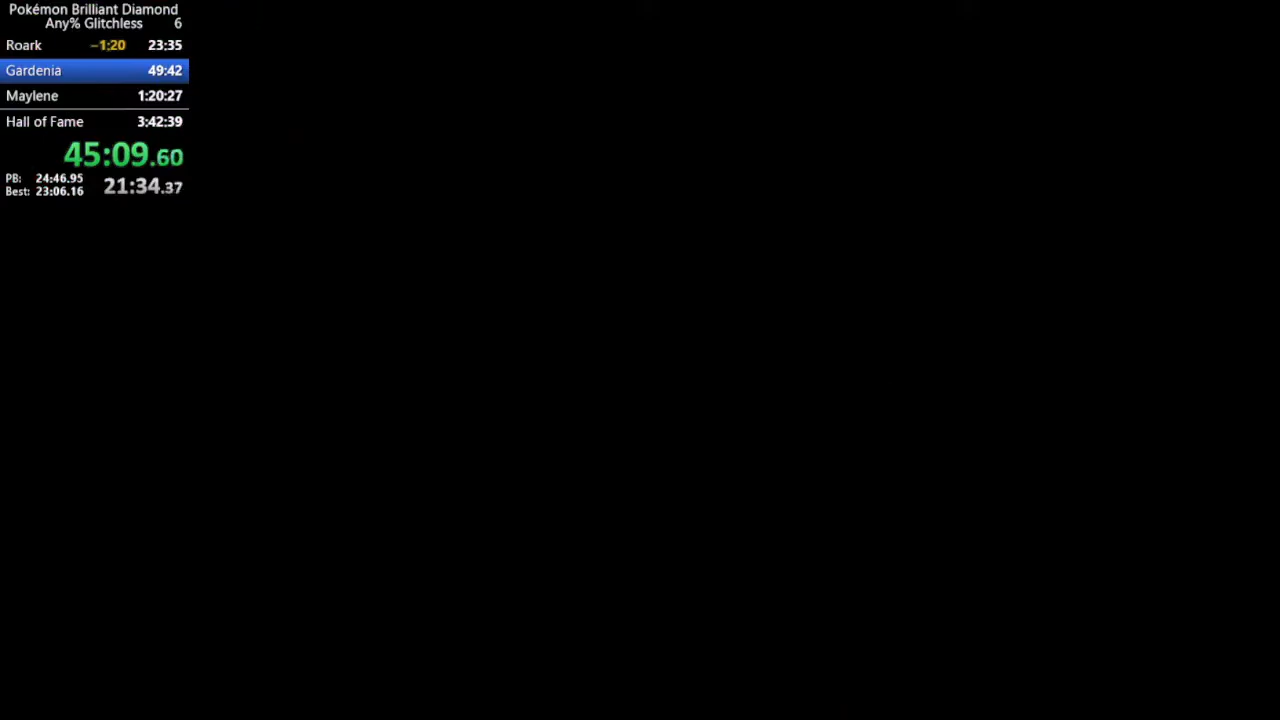 Pokémon Brilliant Diamond
Any% Glitchless 6
Roark −1:20 23:35
Gardenia 49:42
Maylene 1:20:27
Hall of Fame 3:42:39
45:09.60
PB: 24:46.95
Best: 23:06.16 21:34.37